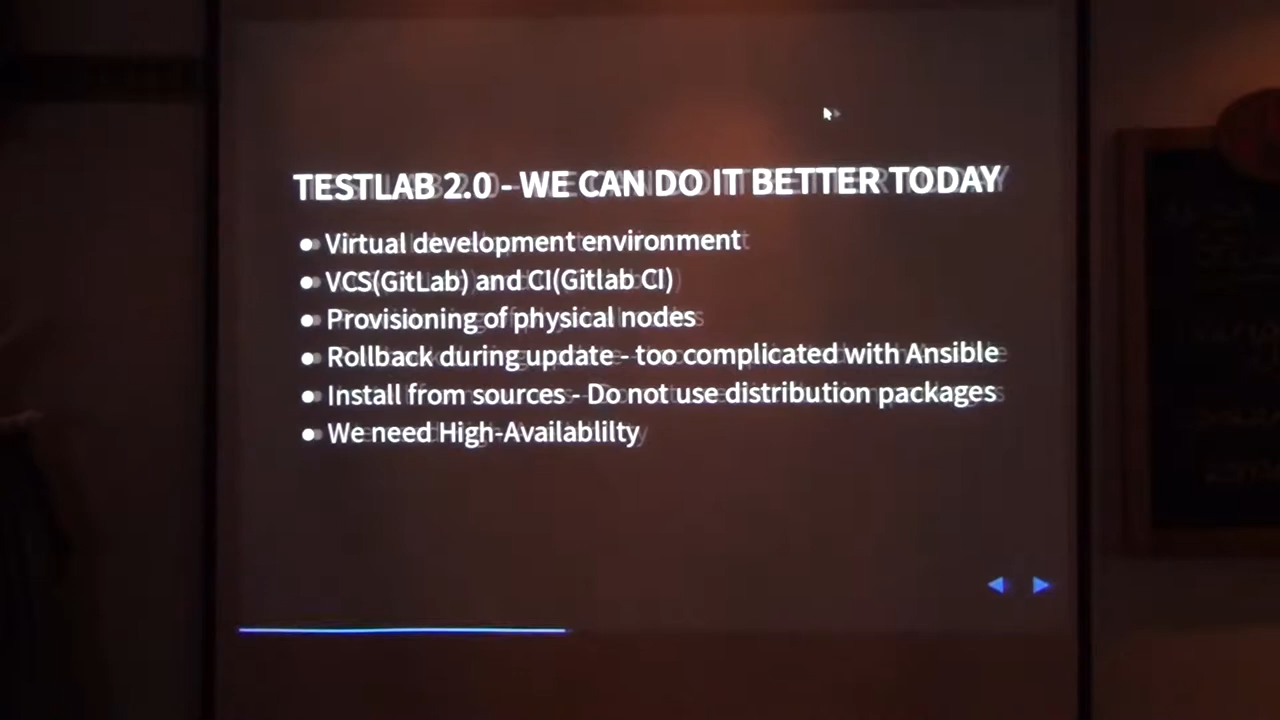 TESTLAB 2.0 - WE CAN DO IT BETTER TODAY
Virtual development environment
VCS(GitLab) and CI(Gitlab CI)
Provisioning of physical nodes
Rollback during update - too complicated with Ansible
Install from sources - Do not use distribution packages
We need High-Availablilty